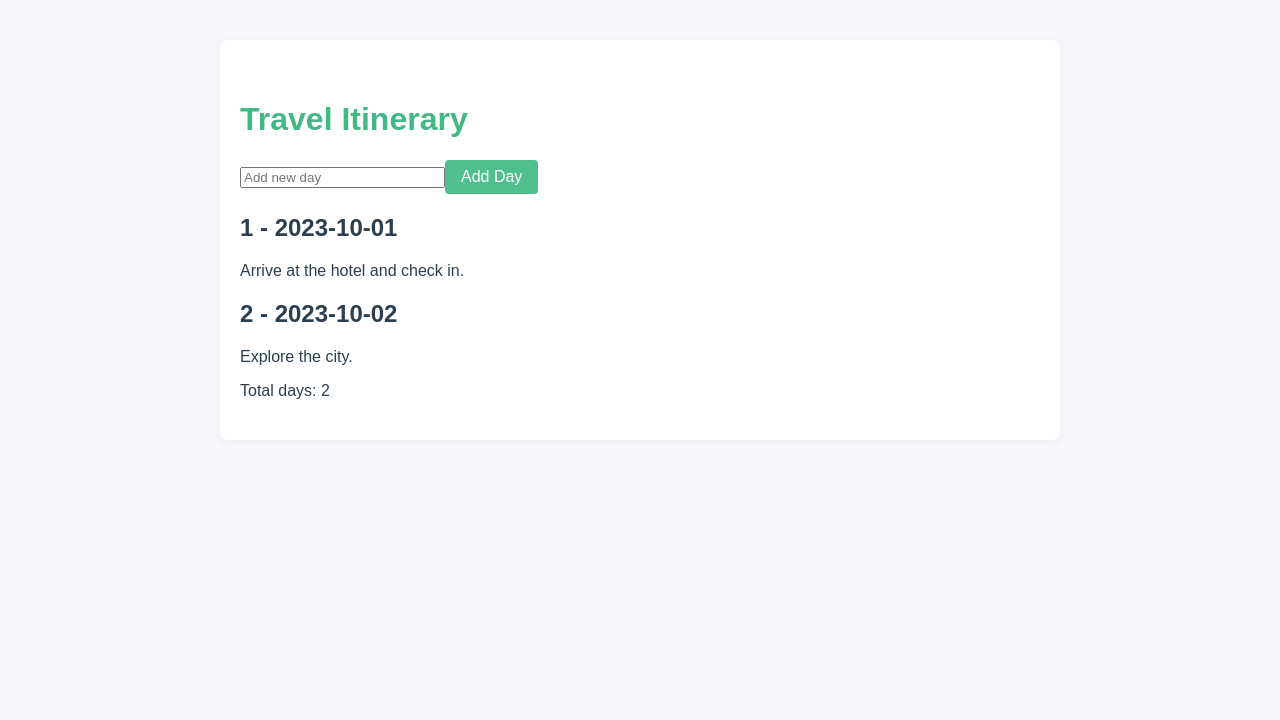 Travel Itinerary
Add new day Add Day
1 - 2023-10-01
Arrive at the hotel and check in.
2 - 2023-10-02
Explore the city.
Total days: 2